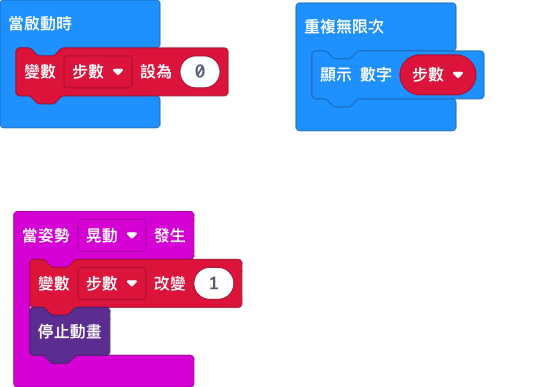 當啟動時
變數 步數 設為 0
重複無限次
顯示 數字 步數
當姿勢 晃動 發生
變數 步數 改變 1
停止動畫